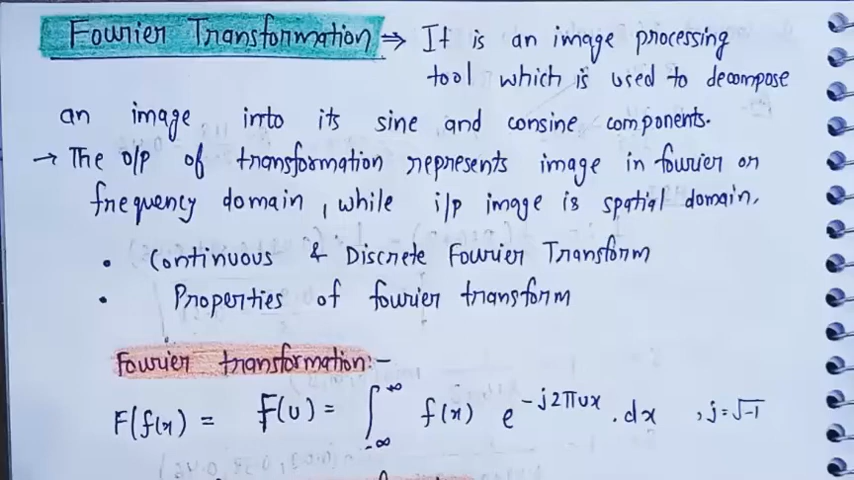 Fourier Transformation ⇒ It is an image processing
tool which is used to decompose
an image into its sine and consine components.
→ The o/p of transformation represents image in fourier or
frequency domain, while i/p image is spatial domain.
• Continuous & Discrete Fourier Transform
• Properties of fourier transform
Fourier transformation:-
F(f(x) = F(u) = ∫_{-∞}^{+∞} f(x) e^{-j2πux} . dx , j=√-1